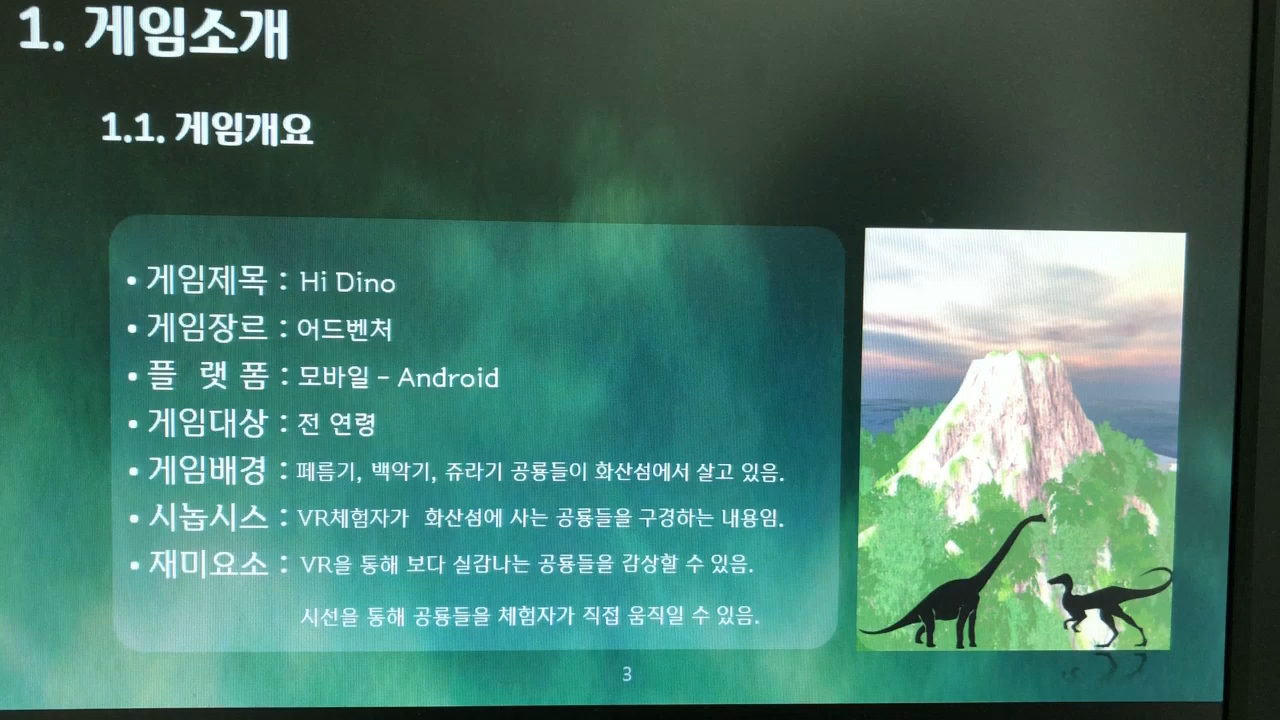 1. 게임소개
1.1. 게임개요
• 게임제목 : Hi Dino
• 게임장르 : 어드벤처
• 플 랫 폼 : 모바일 - Android
• 게임대상 : 전 연령
• 게임배경 : 페름기, 백악기, 쥬라기 공룡들이 화산섬에서 살고 있음.
• 시놉시스 : VR체험자가 화산섬에 사는 공룡들을 구경하는 내용임.
• 재미요소 : VR을 통해 보다 실감나는 공룡들을 감상할 수 있음.
시선을 통해 공룡들을 체험자가 직접 움직일 수 있음.
3